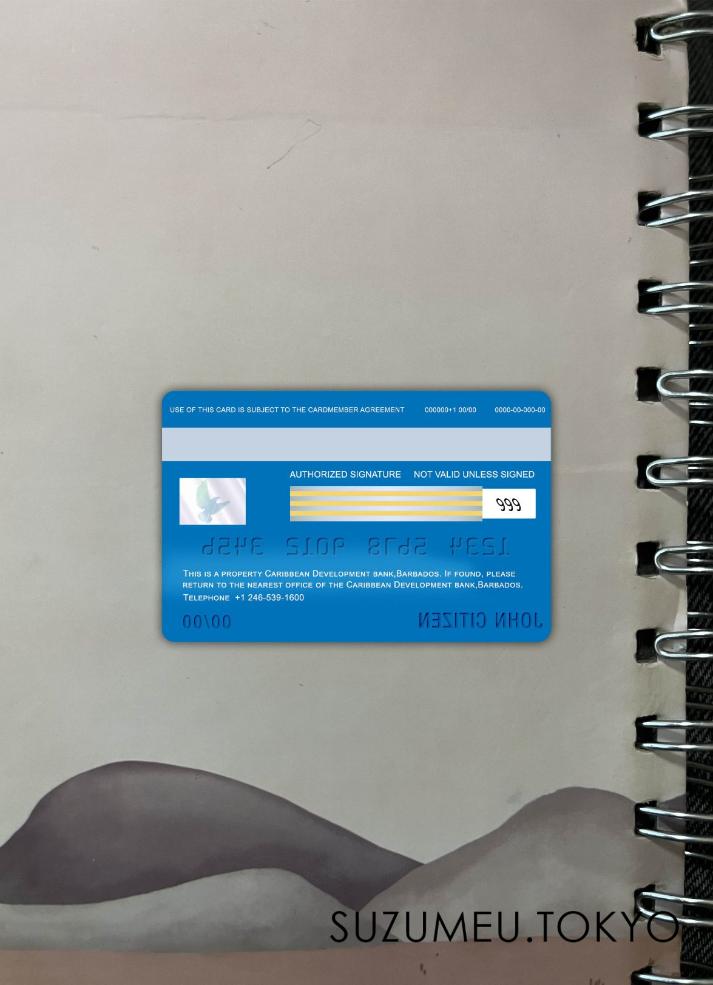 USE OF THIS CARD IS SUBJECT TO THE CARDMEMBER AGREEMENT 000000+1 00/00 0000-00-000-00
AUTHORIZED SIGNATURE NOT VALID UNLESS SIGNED
999
1234 5678 9012 3456
THIS IS A PROPERTY CARIBBEAN DEVELOPMENT BANK,BARBADOS. IF FOUND, PLEASE
RETURN TO THE NEAREST OFFICE OF THE CARIBBEAN DEVELOPMENT BANK,BARBADOS.
TELEPHONE +1 246-539-1600
00/00 JOHN CITIZEN
SUZUMEU.TOKYO